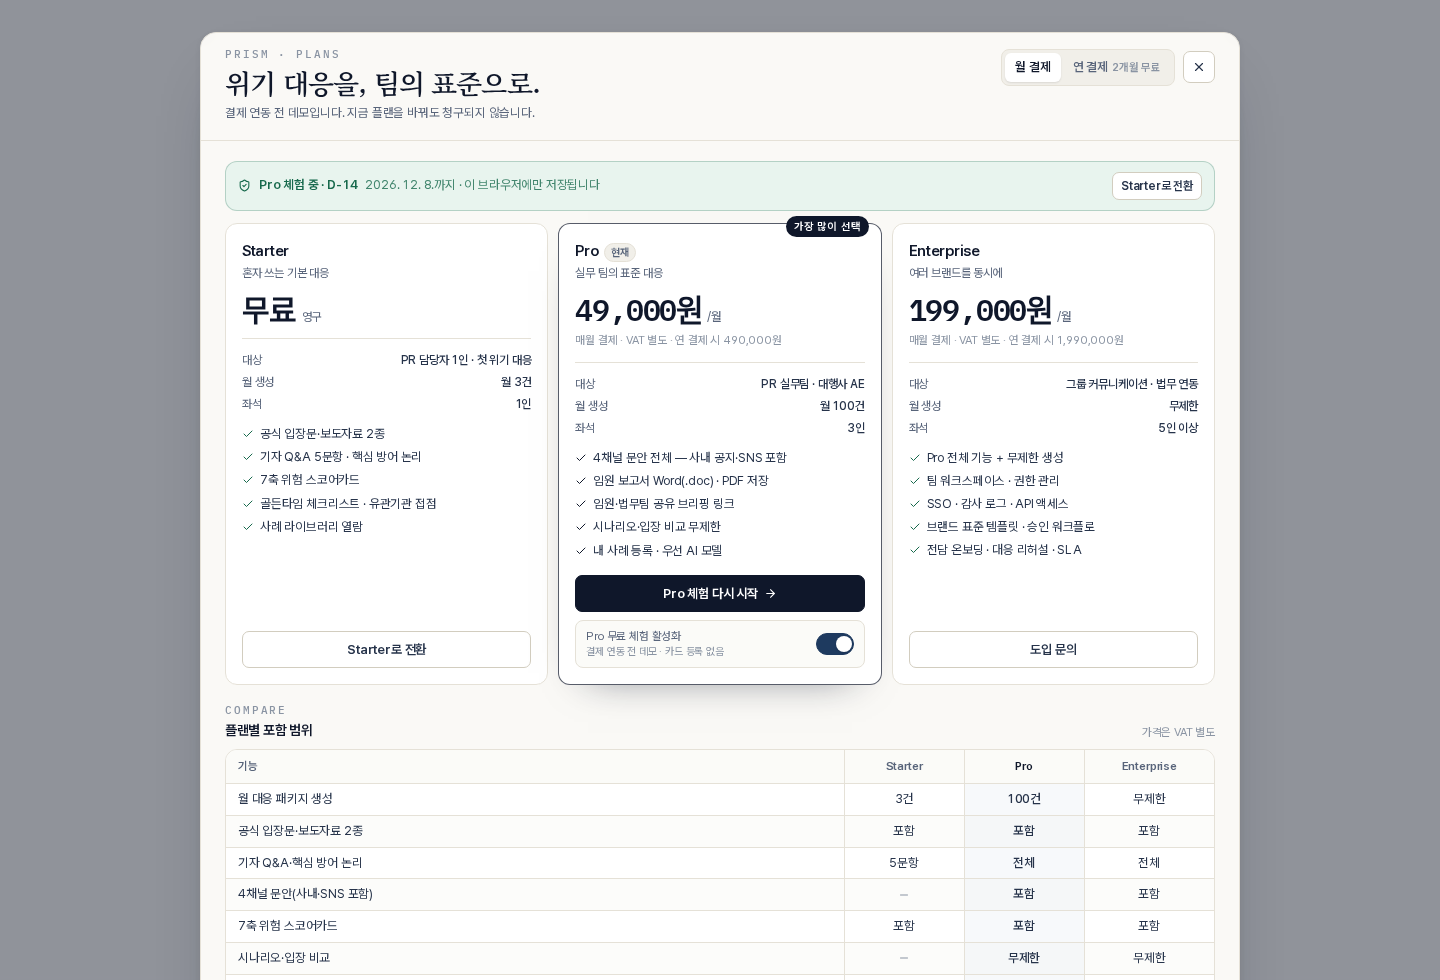 PRISM · PLANS
위기 대응을, 팀의 표준으로.
결제 연동 전 데모입니다. 지금 플랜을 바꿔도 청구되지 않습니다.
월 결제
연 결제 2개월 무료
Pro 체험 중 · D-14 2026. 12. 8.까지 · 이 브라우저에만 저장됩니다
Starter로 전환
가장 많이 선택
Starter
혼자 쓰는 기본 대응
무료 영구
대상 PR 담당자 1인 · 첫 위기 대응
월 생성 월 3건
좌석 1인
공식 입장문·보도자료 2종
기자 Q&A 5문항 · 핵심 방어 논리
7축 위험 스코어카드
골든타임 체크리스트 · 유관기관 접점
사례 라이브러리 열람
Starter로 전환
Pro 현재
실무 팀의 표준 대응
49,000원 /월
매월 결제 · VAT 별도 · 연 결제 시 490,000원
대상 PR 실무팀 · 대행사 AE
월 생성 월 100건
좌석 3인
4채널 문안 전체 — 사내 공지·SNS 포함
임원 보고서 Word(.doc) · PDF 저장
임원·법무팀 공유 브리핑 링크
시나리오·입장 비교 무제한
내 사례 등록 · 우선 AI 모델
Pro 체험 다시 시작 →
Pro 무료 체험 활성화
결제 연동 전 데모 · 카드 등록 없음
Enterprise
여러 브랜드를 동시에
199,000원 /월
매월 결제 · VAT 별도 · 연 결제 시 1,990,000원
대상 그룹 커뮤니케이션 · 법무 연동
월 생성 무제한
좌석 5인 이상
Pro 전체 기능 + 무제한 생성
팀 워크스페이스 · 권한 관리
SSO · 감사 로그 · API 액세스
브랜드 표준 템플릿 · 승인 워크플로
전담 온보딩 · 대응 리허설 · SLA
도입 문의
COMPARE
플랜별 포함 범위
가격은 VAT 별도
기능 Starter Pro Enterprise
월 대응 패키지 생성 3건 100건 무제한
공식 입장문·보도자료 2종 포함 포함 포함
기자 Q&A·핵심 방어 논리 5문항 전체 전체
4채널 문안(사내·SNS 포함) — 포함 포함
7축 위험 스코어카드 포함 포함 포함
시나리오·입장 비교 — 무제한 무제한